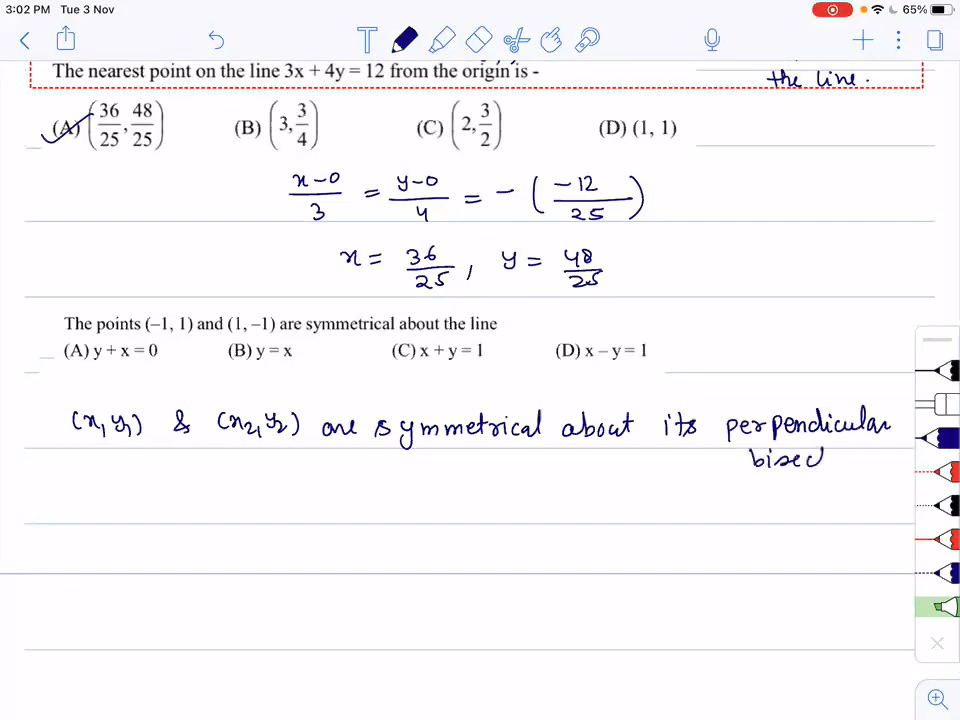 3:02 PM Tue 3 Nov
65%
The nearest point on the line 3x + 4y = 12 from the origin is -
the line.
(A) (36/25, 48/25) (B) (3, 3/4) (C) (2, 3/2) (D) (1, 1)
x-0/3 = y-0/4 = -(-12/25)
x = 36/25, y = 48/25
The points (–1, 1) and (1, –1) are symmetrical about the line
(A) y + x = 0 (B) y = x (C) x + y = 1 (D) x – y = 1
(x₁y₁) & (x₂,y₂) are symmetrical about its perpendicular
bisec